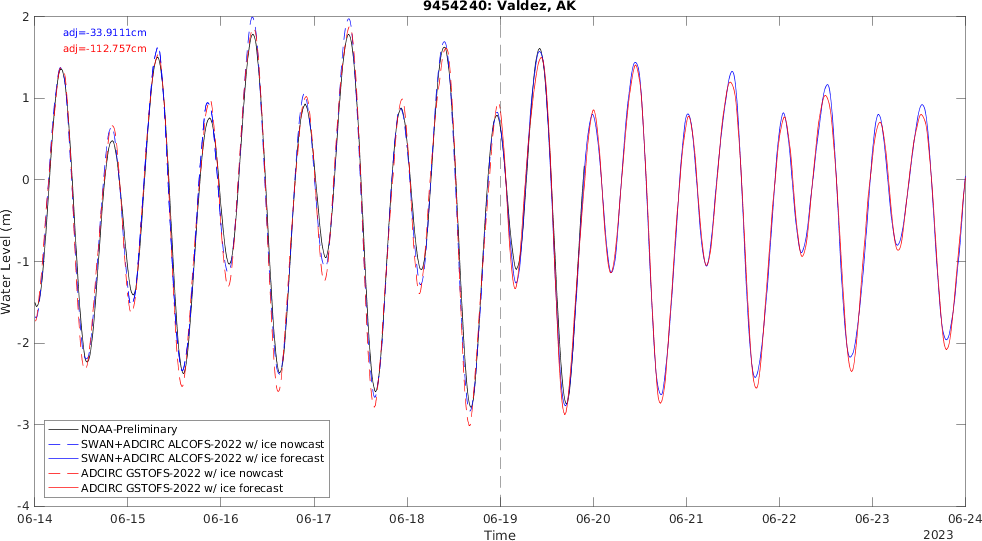 9454240: Valdez, AK
adj=-33.9111cm
adj=-112.757cm
2
1
0
-1
-2
-3
-4
Water Level (m)
NOAA-Preliminary
SWAN+ADCIRC ALCOFS-2022 w/ ice nowcast
SWAN+ADCIRC ALCOFS-2022 w/ ice forecast
ADCIRC GSTOFS-2022 w/ ice nowcast
ADCIRC GSTOFS-2022 w/ ice forecast
06-14 06-15 06-16 06-17 06-18 06-19 06-20 06-21 06-22 06-23 06-24
Time
2023